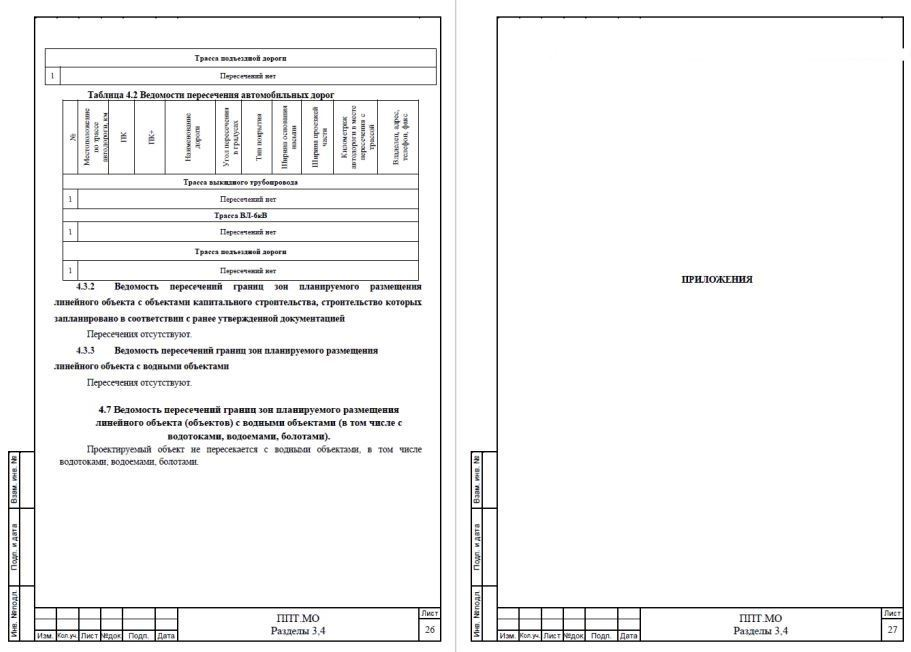 Трасса подъездной дороги
1 Пересечений нет
Таблица 4.2 Ведомости пересечения автомобильных дорог
№
Местоположение по трассе автодороги, км
ПК
ПК+
Наименование дороги
Угол пересечения в градусах
Тип покрытия
Ширина основания насыпи
Ширина проезжей части
Километраж автодороги в месте пересечения с трассой
Владелец, адрес, телефон, факс
Трасса выкидного трубопровода
1 Пересечений нет
Трасса ВЛ-6кВ
1 Пересечений нет
Трасса подъездной дороги
1 Пересечений нет
4.3.2 Ведомость пересечений границ зон планируемого размещения
линейного объекта с объектами капитального строительства, строительство которых
запланировано в соответствии с ранее утвержденной документацией
Пересечения отсутствуют.
4.3.3 Ведомость пересечений границ зон планируемого размещения
линейного объекта с водными объектами
Пересечения отсутствуют.
4.7 Ведомость пересечений границ зон планируемого размещения
линейного объекта (объектов) с водными объектами (в том числе с
водотоками, водоемами, болотами).
Проектируемый объект не пересекается с водными объектами, в том числе
водотоками, водоемами, болотами.
Взам. инв. №
Подп. и дата
Инв. №подл.
Изм. Кол.уч. Лист №док Подп. Дата
ППТ.МО
Разделы 3,4
Лист
26
ПРИЛОЖЕНИЯ
Взам. инв. №
Подп. и дата
Инв. №подл.
Изм. Кол.уч. Лист №док Подп. Дата
ППТ.МО
Разделы 3,4
Лист
27